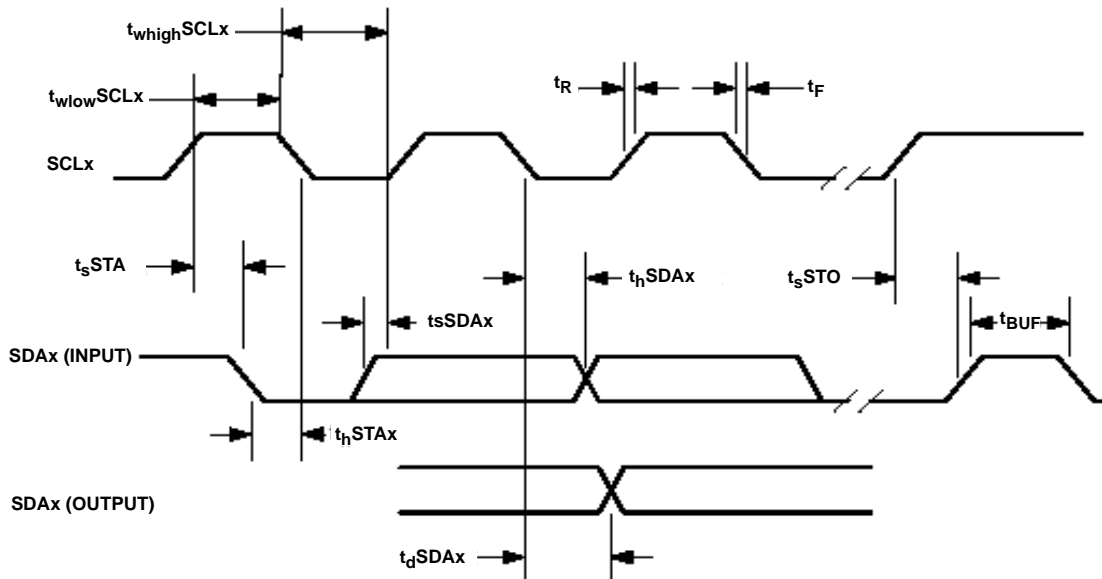 twhighSCLx
tR
tF
twlowSCLx
SCLx
tsSTA
thSDAx
tsSTO
tsSDAx
tBUF
SDAx (INPUT)
thSTAx
SDAx (OUTPUT)
tdSDAx